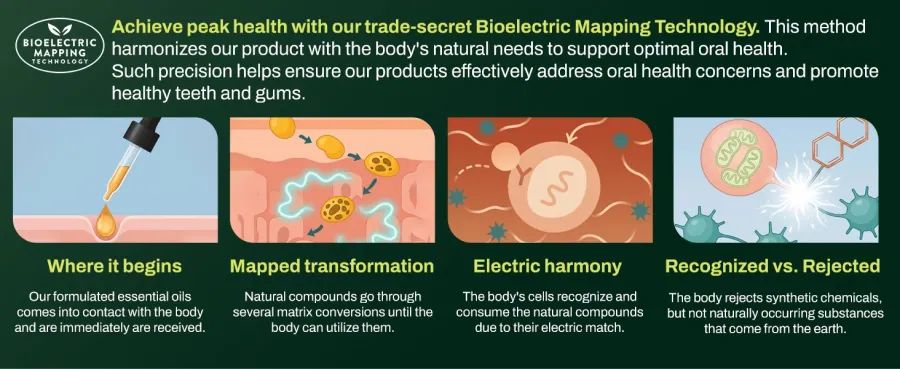 BIOELECTRIC
MAPPING
TECHNOLOGY
Achieve peak health with our trade-secret Bioelectric Mapping Technology. This method
harmonizes our product with the body's natural needs to support optimal oral health.
Such precision helps ensure our products effectively address oral health concerns and promote
healthy teeth and gums.
Where it begins
Our formulated essential oils
comes into contact with the body
and are immediately are received.
Mapped transformation
Natural compounds go through
several matrix conversions until the
body can utilize them.
Electric harmony
The body's cells recognize and
consume the natural compounds
due to their electric match.
Recognized vs. Rejected
The body rejects synthetic chemicals,
but not naturally occurring substances
that come from the earth.